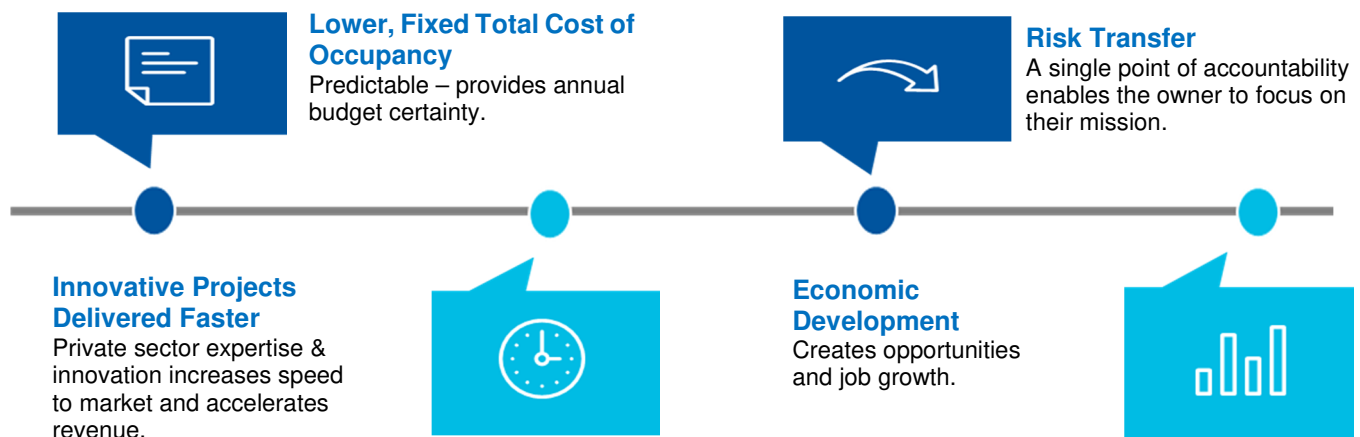 Lower, Fixed Total Cost of
Occupancy
Predictable – provides annual
budget certainty.
Risk Transfer
A single point of accountability
enables the owner to focus on
their mission.
Innovative Projects
Delivered Faster
Private sector expertise &
innovation increases speed
to market and accelerates
revenue.
Economic
Development
Creates opportunities
and job growth.